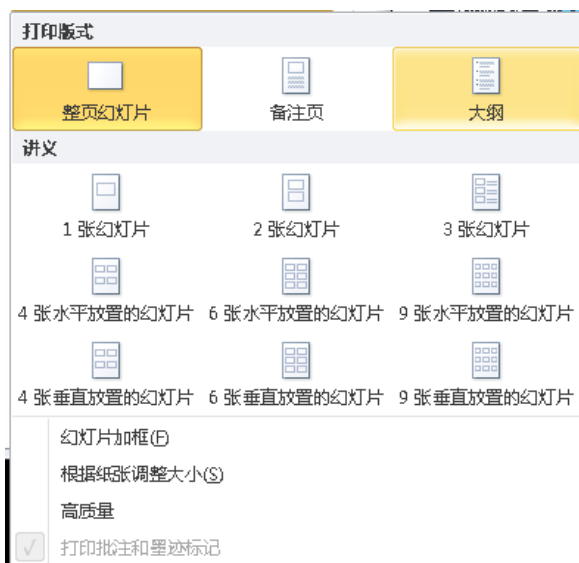 打印版式
整页幻灯片 备注页 大纲
讲义
1 张幻灯片 2 张幻灯片 3 张幻灯片
4 张水平放置的幻灯片 6 张水平放置的幻灯片 9 张水平放置的幻灯片
4 张垂直放置的幻灯片 6 张垂直放置的幻灯片 9 张垂直放置的幻灯片
幻灯片加框(F)
根据纸张调整大小(S)
高质量
打印批注和墨迹标记